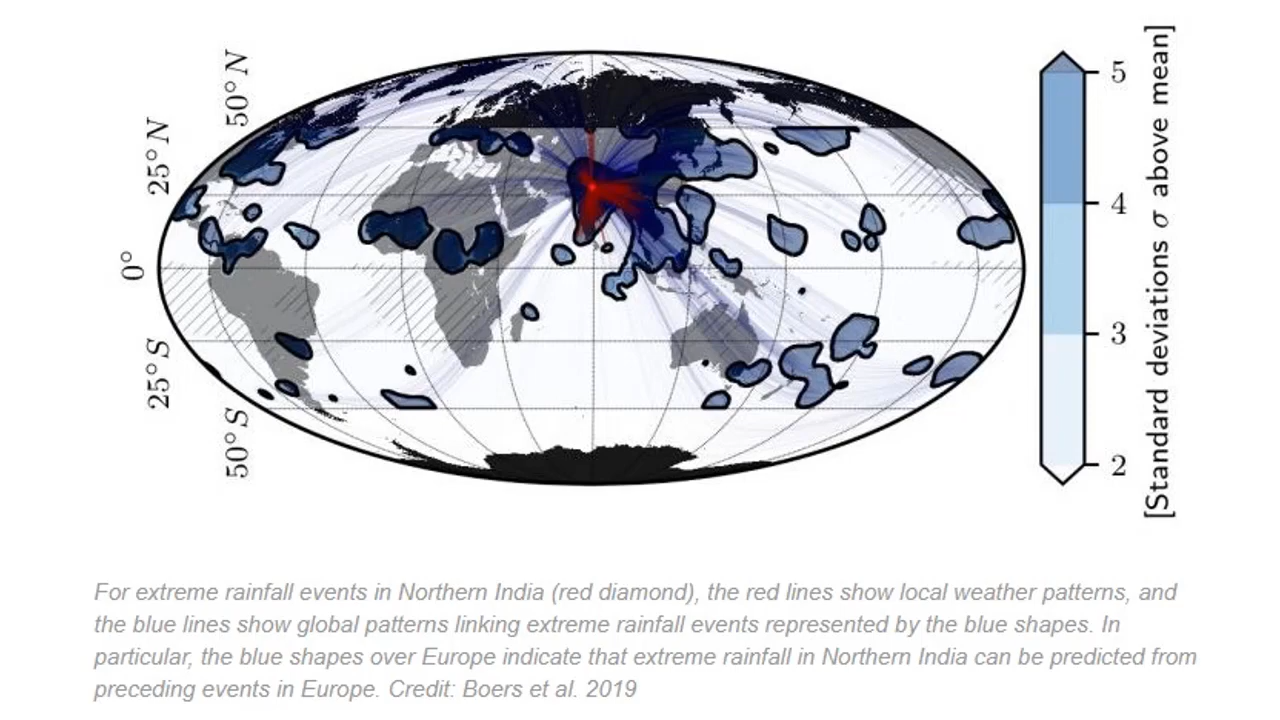 50° N
25° N
0°
25° S
50° S
5
4
3
2
[Standard deviations σ above mean]
For extreme rainfall events in Northern India (red diamond), the red lines show local weather patterns, and
the blue lines show global patterns linking extreme rainfall events represented by the blue shapes. In
particular, the blue shapes over Europe indicate that extreme rainfall in Northern India can be predicted from
preceding events in Europe. Credit: Boers et al. 2019